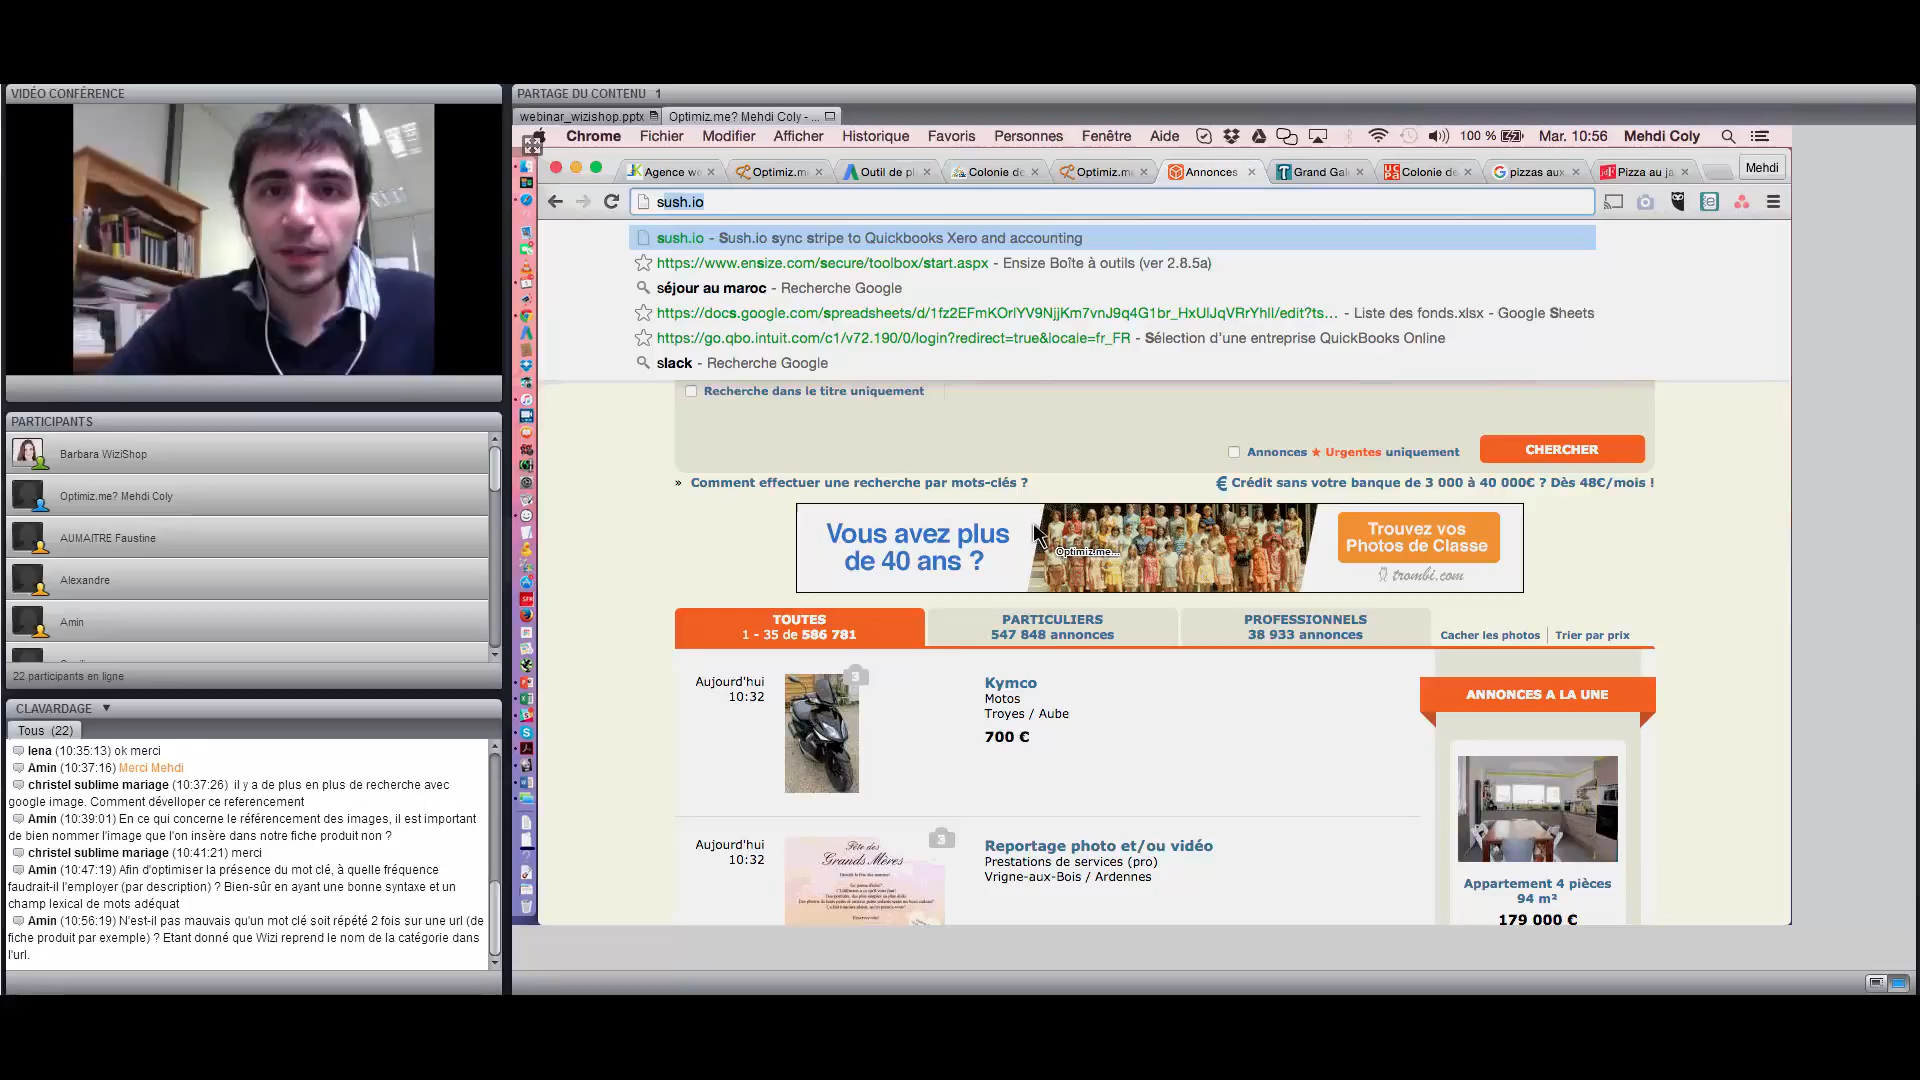 VIDÉO CONFÉRENCE
PARTICIPANTS
Barbara WiziShop
Optimiz.me? Mehdi Coly
AUMAITRE Faustine
Alexandre
Amin
22 participants en ligne
CLAVARDAGE
Tous (22)
lena (10:35:13) ok merci
Amin (10:37:16) Merci Mehdi
christel sublime mariage (10:37:26) il y a de plus en plus de recherche avec
google image. Comment dévelloper ce referencement
Amin (10:39:01) En ce qui concerne le référencement des images, il est important
de bien nommer l'image que l'on insère dans notre fiche produit non ?
christel sublime mariage (10:41:21) merci
Amin (10:47:19) Afin d'optimiser la présence du mot clé, à quelle fréquence
faudrait-il l'employer (par description) ? Bien-sûr en ayant une bonne syntaxe et un
champ lexical de mots adéquat
Amin (10:56:19) N'est-il pas mauvais qu'un mot clé soit répété 2 fois sur une url (de
fiche produit par exemple) ? Etant donné que Wizi reprend le nom de la catégorie dans
l'url.
PARTAGE DU CONTENU 1
webinar_wizishop.pptx Optimiz.me? Mehdi Coly - ...
Chrome Fichier Modifier Afficher Historique Favoris Personnes Fenêtre Aide 100 % Mar. 10:56 Mehdi Coly
Agence we Optimiz.m Outil de pl Colonie de Optimiz.m Annonces Grand Gal Colonie de pizzas aux Pizza au ja Mehdi
sush.io
sush.io - Sush.io sync stripe to Quickbooks Xero and accounting
https://www.ensize.com/secure/toolbox/start.aspx - Ensize Boîte à outils (ver 2.8.5a)
séjour au maroc - Recherche Google
https://docs.google.com/spreadsheets/d/1fz2EFmKOrlYV9NjjKm7vnJ9q4G1br_HxUlJqVRrYhlI/edit?ts... - Liste des fonds.xlsx - Google Sheets
https://go.qbo.intuit.com/c1/v72.190/0/login?redirect=true&locale=fr_FR - Sélection d'une entreprise QuickBooks Online
slack - Recherche Google
Recherche dans le titre uniquement
Annonces ★ Urgentes uniquement CHERCHER
» Comment effectuer une recherche par mots-clés ? € Crédit sans votre banque de 3 000 à 40 000€ ? Dès 48€/mois !
Vous avez plus
de 40 ans ?
Optimiz.me...
Trouvez vos
Photos de Classe
trombi.com
TOUTES
1 - 35 de 586 781
PARTICULIERS
547 848 annonces
PROFESSIONNELS
38 933 annonces
Cacher les photos Trier par prix
Aujourd'hui
10:32
3
Kymco
Motos
Troyes / Aube
700 €
Aujourd'hui
10:32
3
Fête des
Grands Mères
Reportage photo et/ou vidéo
Prestations de services (pro)
Vrigne-aux-Bois / Ardennes
ANNONCES A LA UNE
Appartement 4 pièces
94 m²
179 000 €